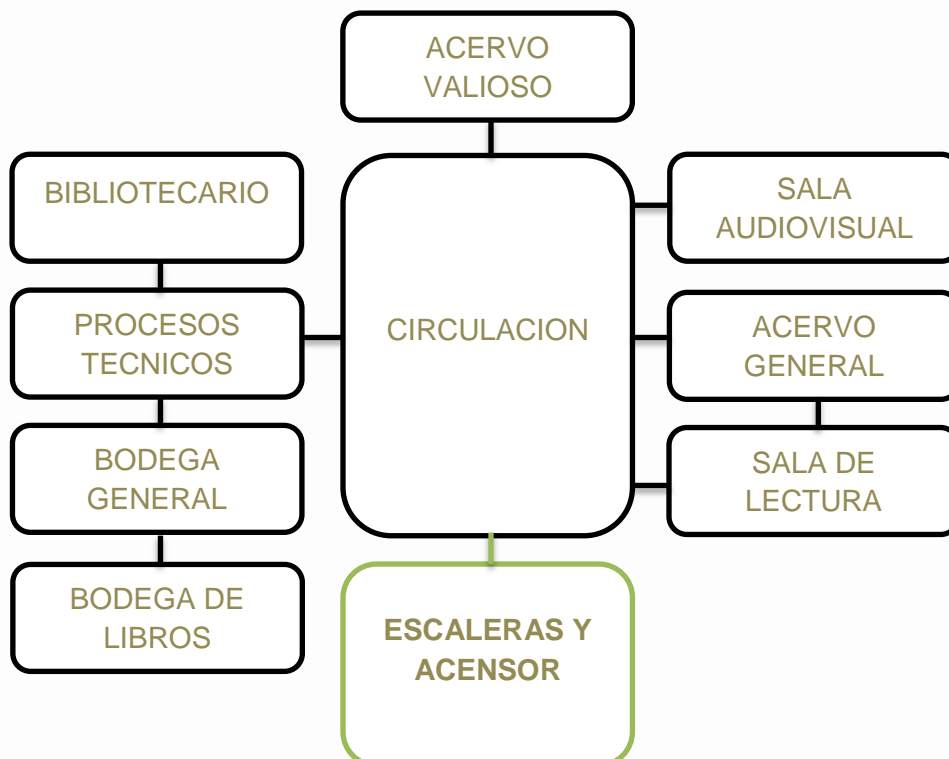 ACERVO
VALIOSO
BIBLIOTECARIO
SALA
AUDIOVISUAL
PROCESOS
TECNICOS
CIRCULACION
ACERVO
GENERAL
BODEGA
GENERAL
SALA DE
LECTURA
BODEGA DE
LIBROS
ESCALERAS Y
ACENSOR